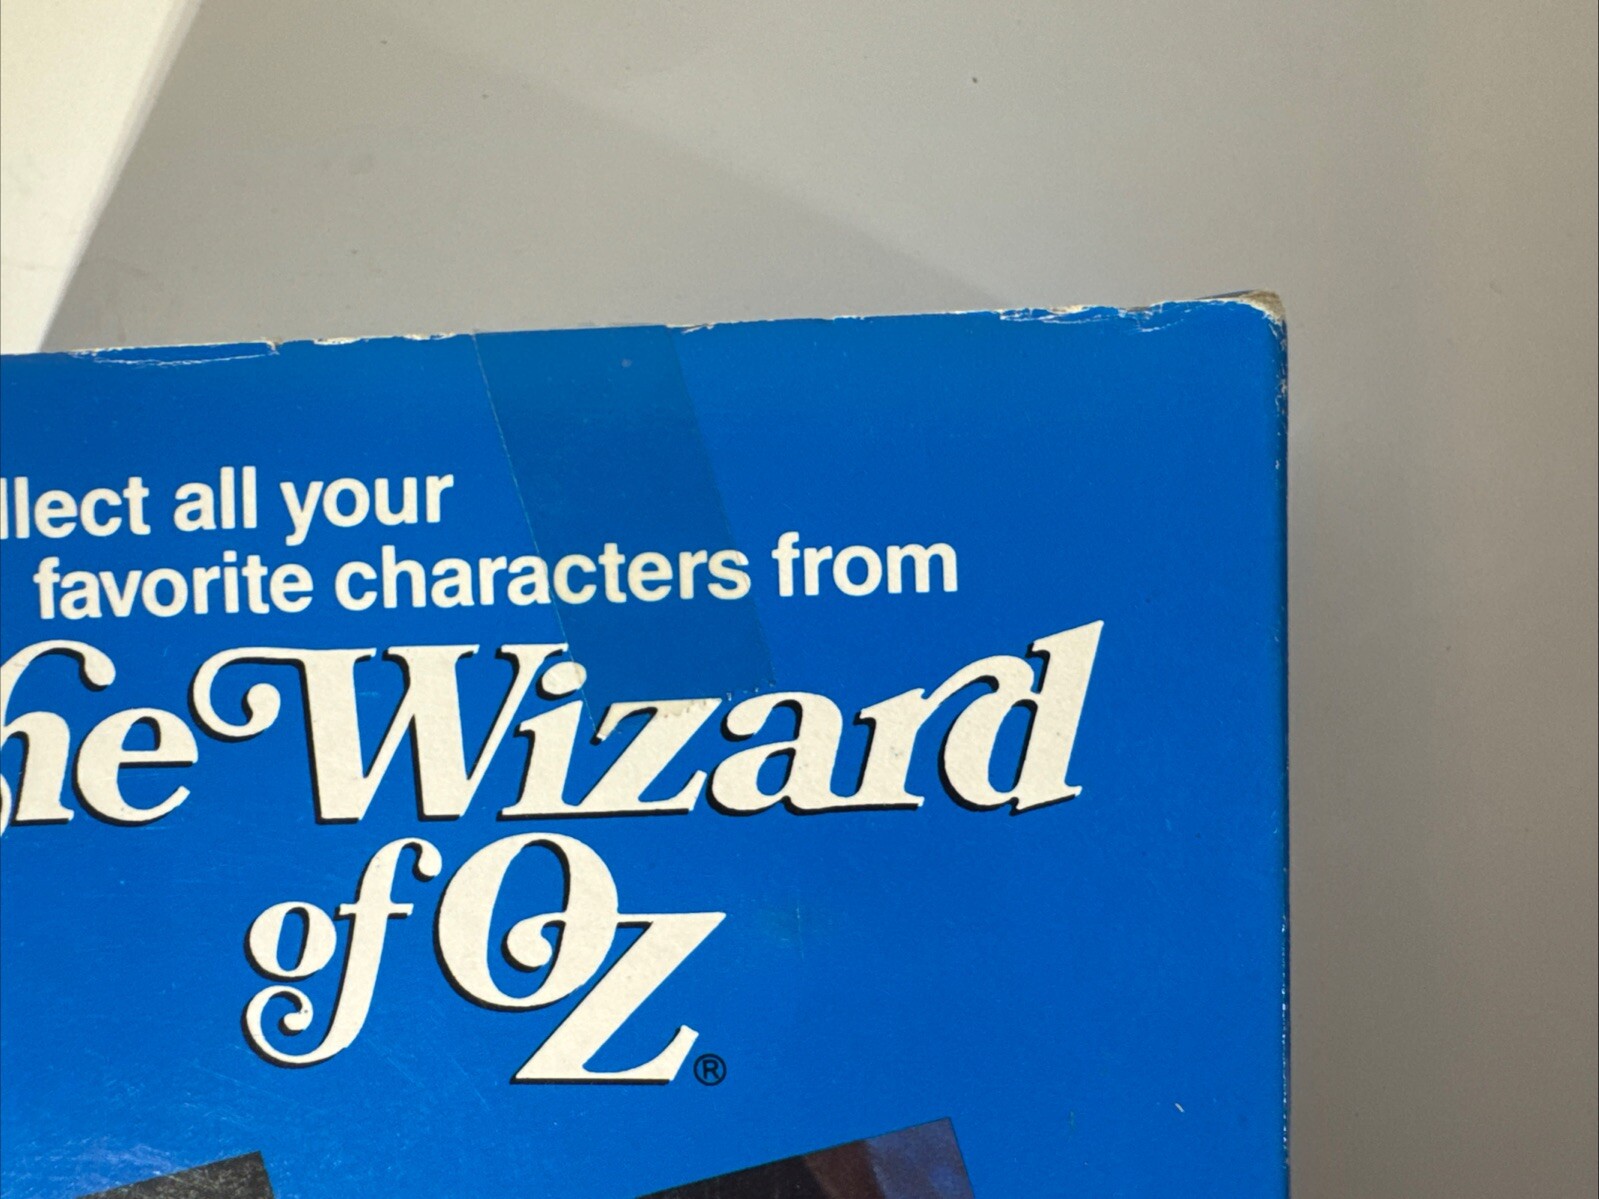 llect all your
favorite characters from
he Wizard
of Oz®